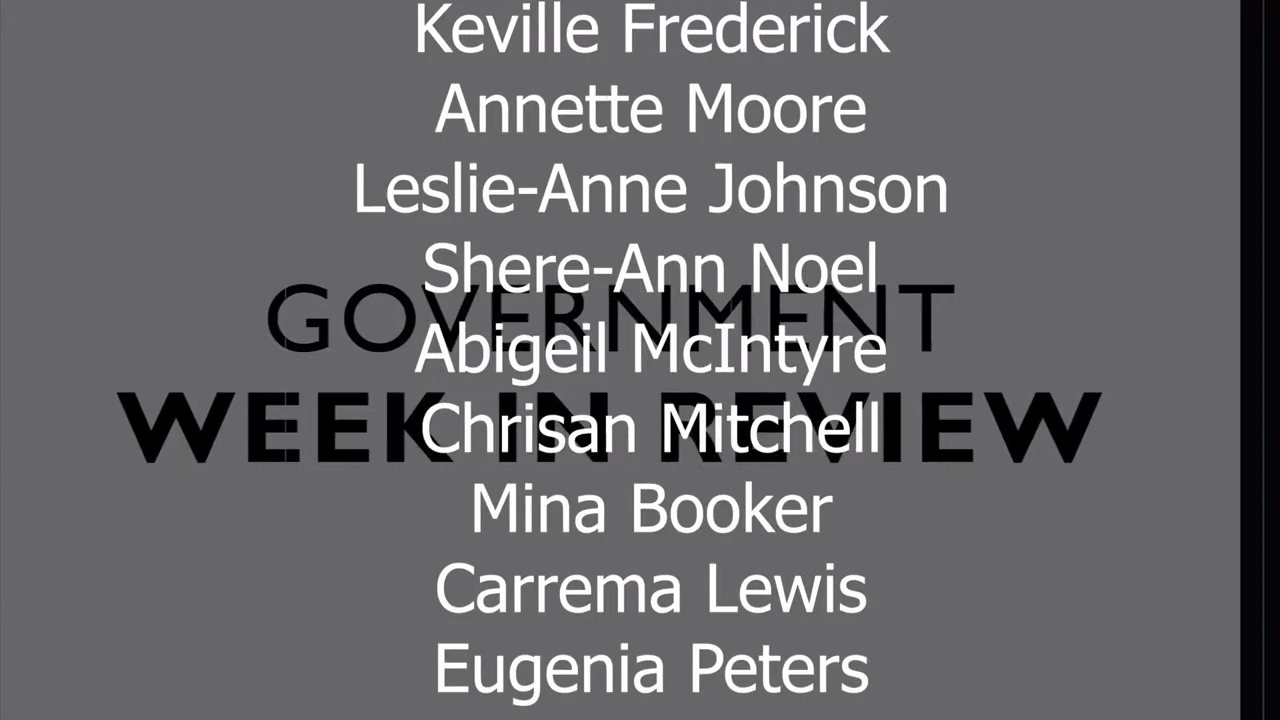 Keville Frederick
Annette Moore
Leslie-Anne Johnson
Shere-Ann Noel
GOVERNMENT
Abigeil McIntyre
WEEK IN REVIEW
Chrisan Mitchell
Mina Booker
Carrema Lewis
Eugenia Peters